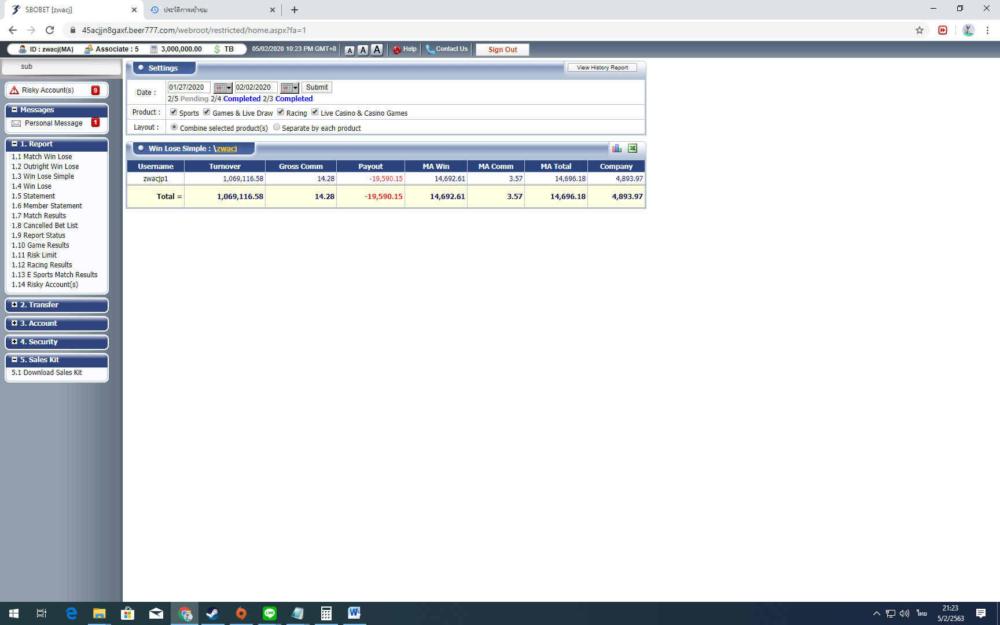 SBOBET [zwacj]
ประวัติการเข้าชม
45acjjn8gaxf.beer777.com/webroot/restricted/home.aspx?fa=1
ID : zwacj(MA) Associate : 5 3,000,000.00 $ TB 05/02/2020 10:23 PM GMT+8 A A A Help Contact Us Sign Out
sub
Risky Account(s) 9
Messages
Personal Message 1
1. Report
1.1 Match Win Lose
1.2 Outright Win Lose
1.3 Win Lose Simple
1.4 Win Lose
1.5 Statement
1.6 Member Statement
1.7 Match Results
1.8 Cancelled Bet List
1.9 Report Status
1.10 Game Results
1.11 Risk Limit
1.12 Racing Results
1.13 E Sports Match Results
1.14 Risky Account(s)
2. Transfer
3. Account
4. Security
5. Sales Kit
5.1 Download Sales Kit
Settings View History Report
Date : 01/27/2020 02/02/2020 Submit
2/5 Pending 2/4 Completed 2/3 Completed
Product : Sports Games & Live Draw Racing Live Casino & Casino Games
Layout : Combine selected product(s) Separate by each product
Win Lose Simple : \zwacj
Username Turnover Gross Comm Payout MA Win MA Comm MA Total Company
zwacjp1 1,069,116.58 14.28 -19,590.15 14,692.61 3.57 14,696.18 4,893.97
Total = 1,069,116.58 14.28 -19,590.15 14,692.61 3.57 14,696.18 4,893.97
LINE
ไทย
21:23
5/2/2563